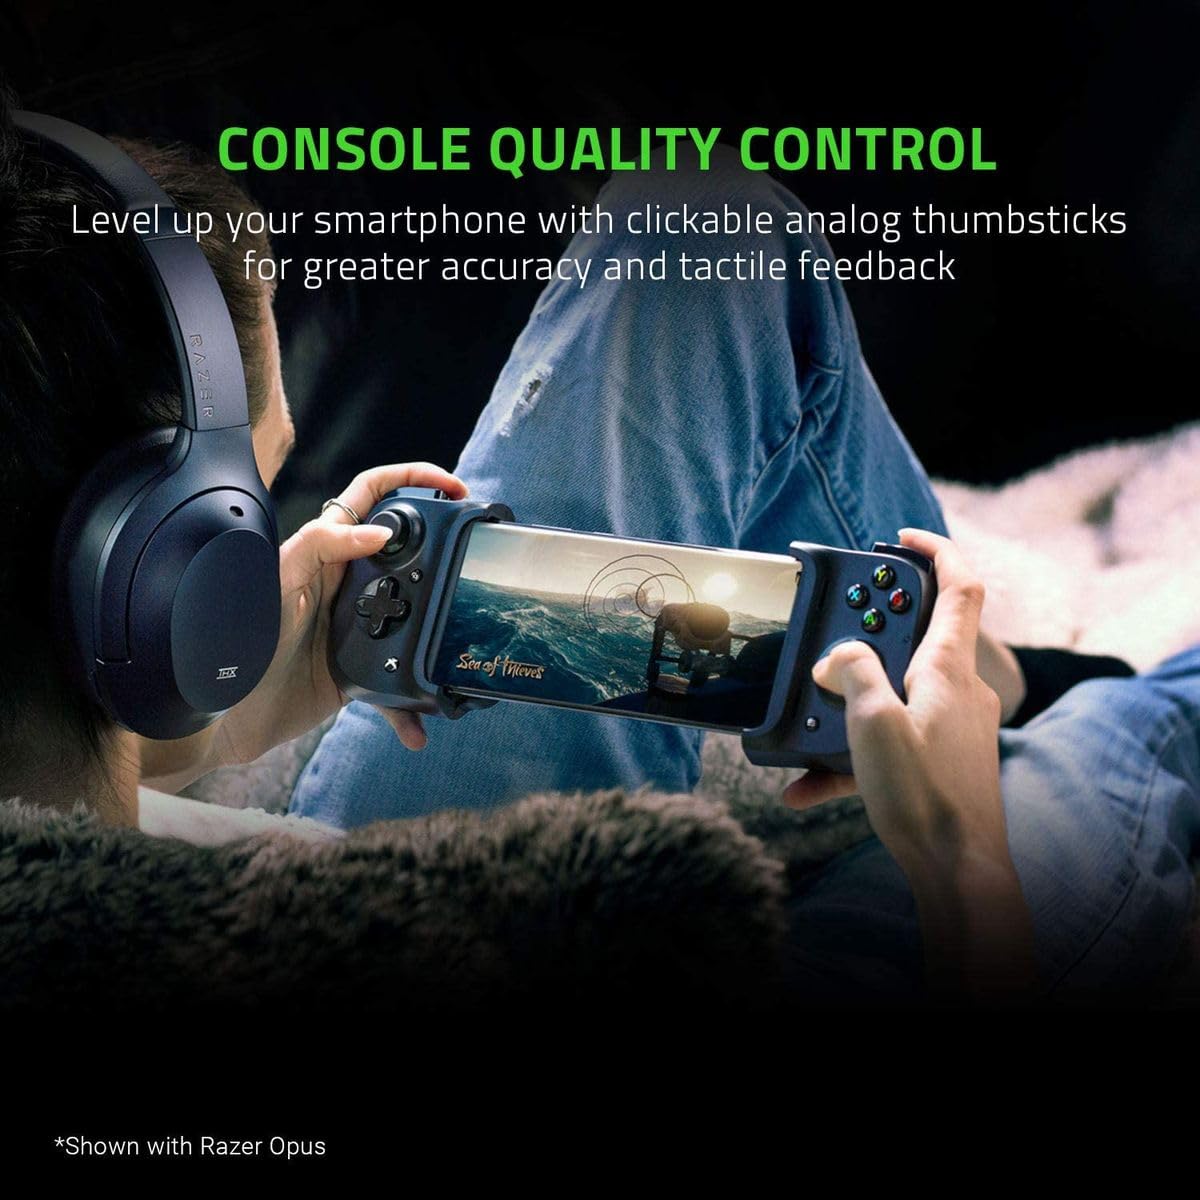 CONSOLE QUALITY CONTROL
Level up your smartphone with clickable analog thumbsticks
for greater accuracy and tactile feedback
RAZER
THX
Sea of Thieves
Y
X
B
A
*Shown with Razer Opus